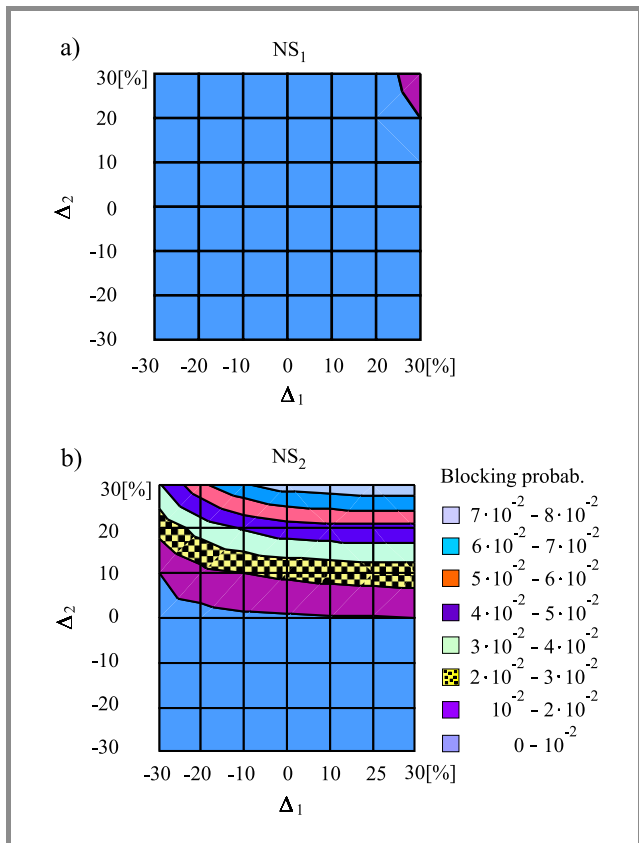 a)
NS₁
30[%]
20
10
0
-10
-20
-30
Δ₂
-30 -20 -10 0 10 20 30[%]
Δ₁
b)
NS₂
30[%]
20
10
0
-10
-20
-30
Δ₂
-30 -20 -10 0 10 25 30[%]
Δ₁
Blocking probab.
7·10⁻² – 8·10⁻²
6·10⁻² – 7·10⁻²
5·10⁻² – 6·10⁻²
4·10⁻² – 5·10⁻²
3·10⁻² – 4·10⁻²
2·10⁻² – 3·10⁻²
10⁻² – 2·10⁻²
0 – 10⁻²